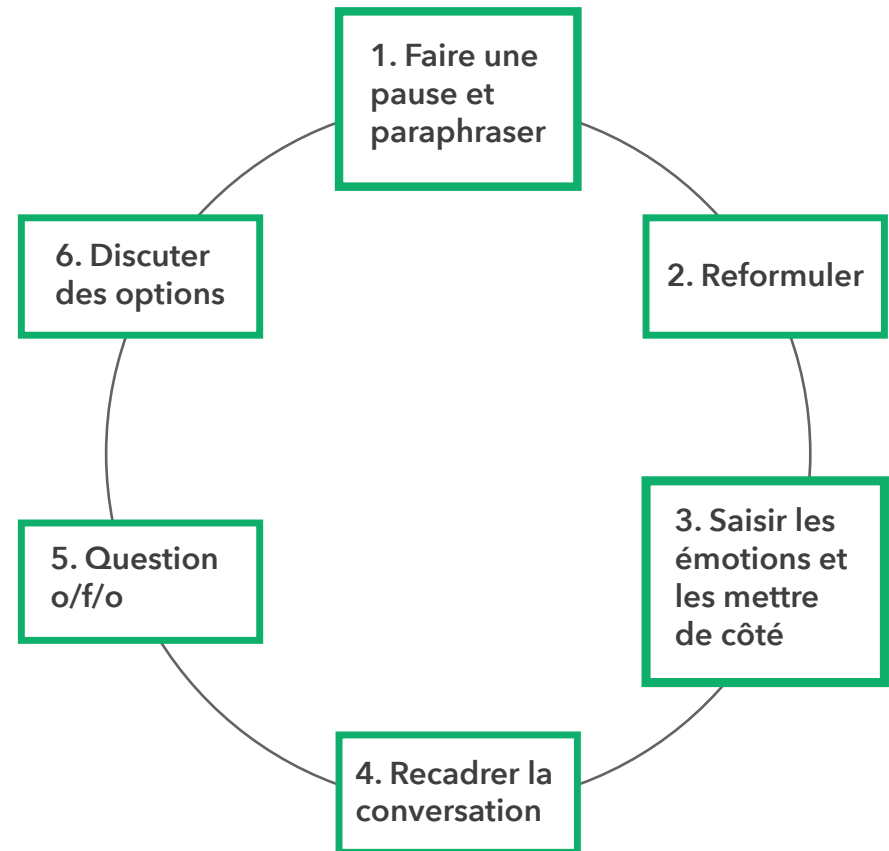 1. Faire une
pause et
paraphraser
2. Reformuler
3. Saisir les
émotions et
les mettre
de côté
4. Recadrer la
conversation
5. Question
o/f/o
6. Discuter
des options